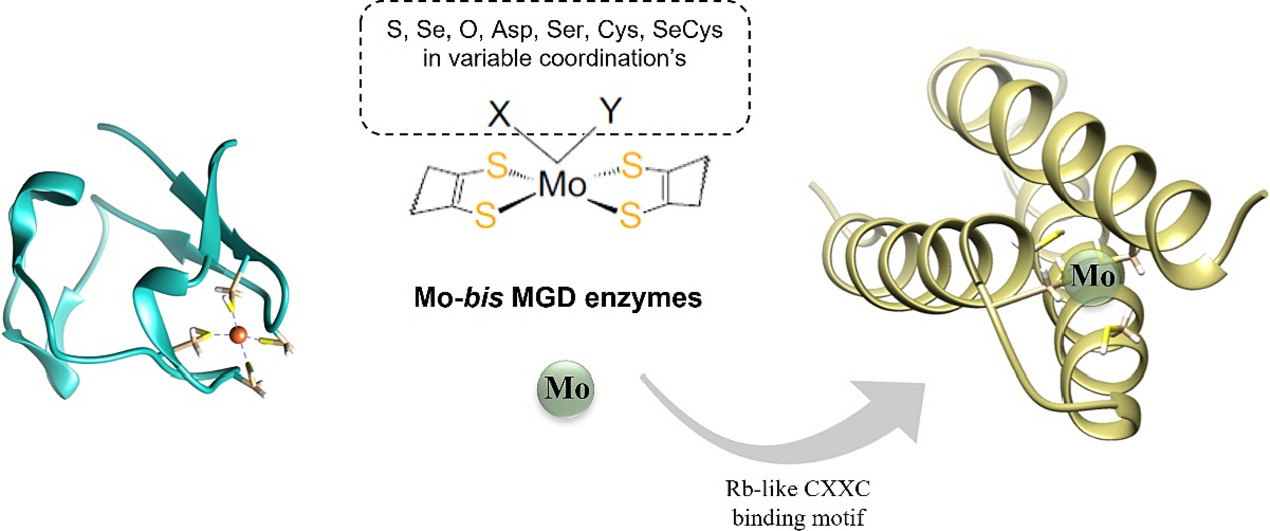 S, Se, O, Asp, Ser, Cys, SeCys
in variable coordination's
X Y
S S
Mo
S S
Mo
Mo-bis MGD enzymes
Mo
Rb-like CXXC
binding motif